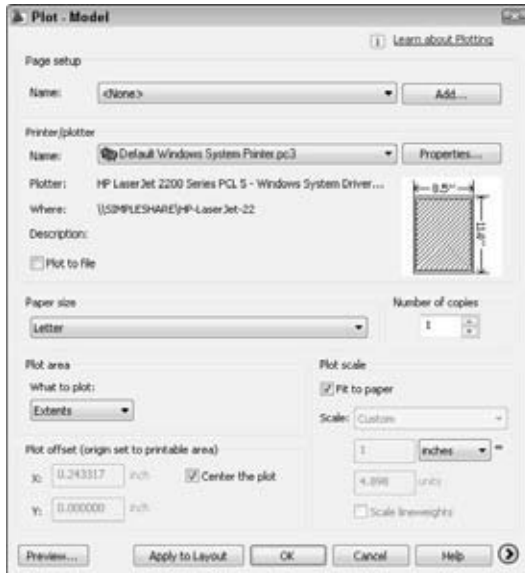 Plot - Model
Learn about Plotting
Page setup
Name: <None> Add...
Printer/plotter
Name: Default Windows System Printer.pc3 Properties...
Plotter: HP LaserJet 2200 Series PCL 5 - Windows System Driver...
Where: \\SIMPLESHARE\HP-LaserJet-22
Description:
Plot to file
8.5"
11.0"
Paper size
Letter
Number of copies
1
Plot area
What to plot:
Extents
Plot scale
Fit to paper
Scale: Custom
1 inches =
4.898 units
Scale lineweights
Plot offset (origin set to printable area)
X: 0.243317 inch Center the plot
Y: 0.000000 inch
Preview... Apply to Layout OK Cancel Help